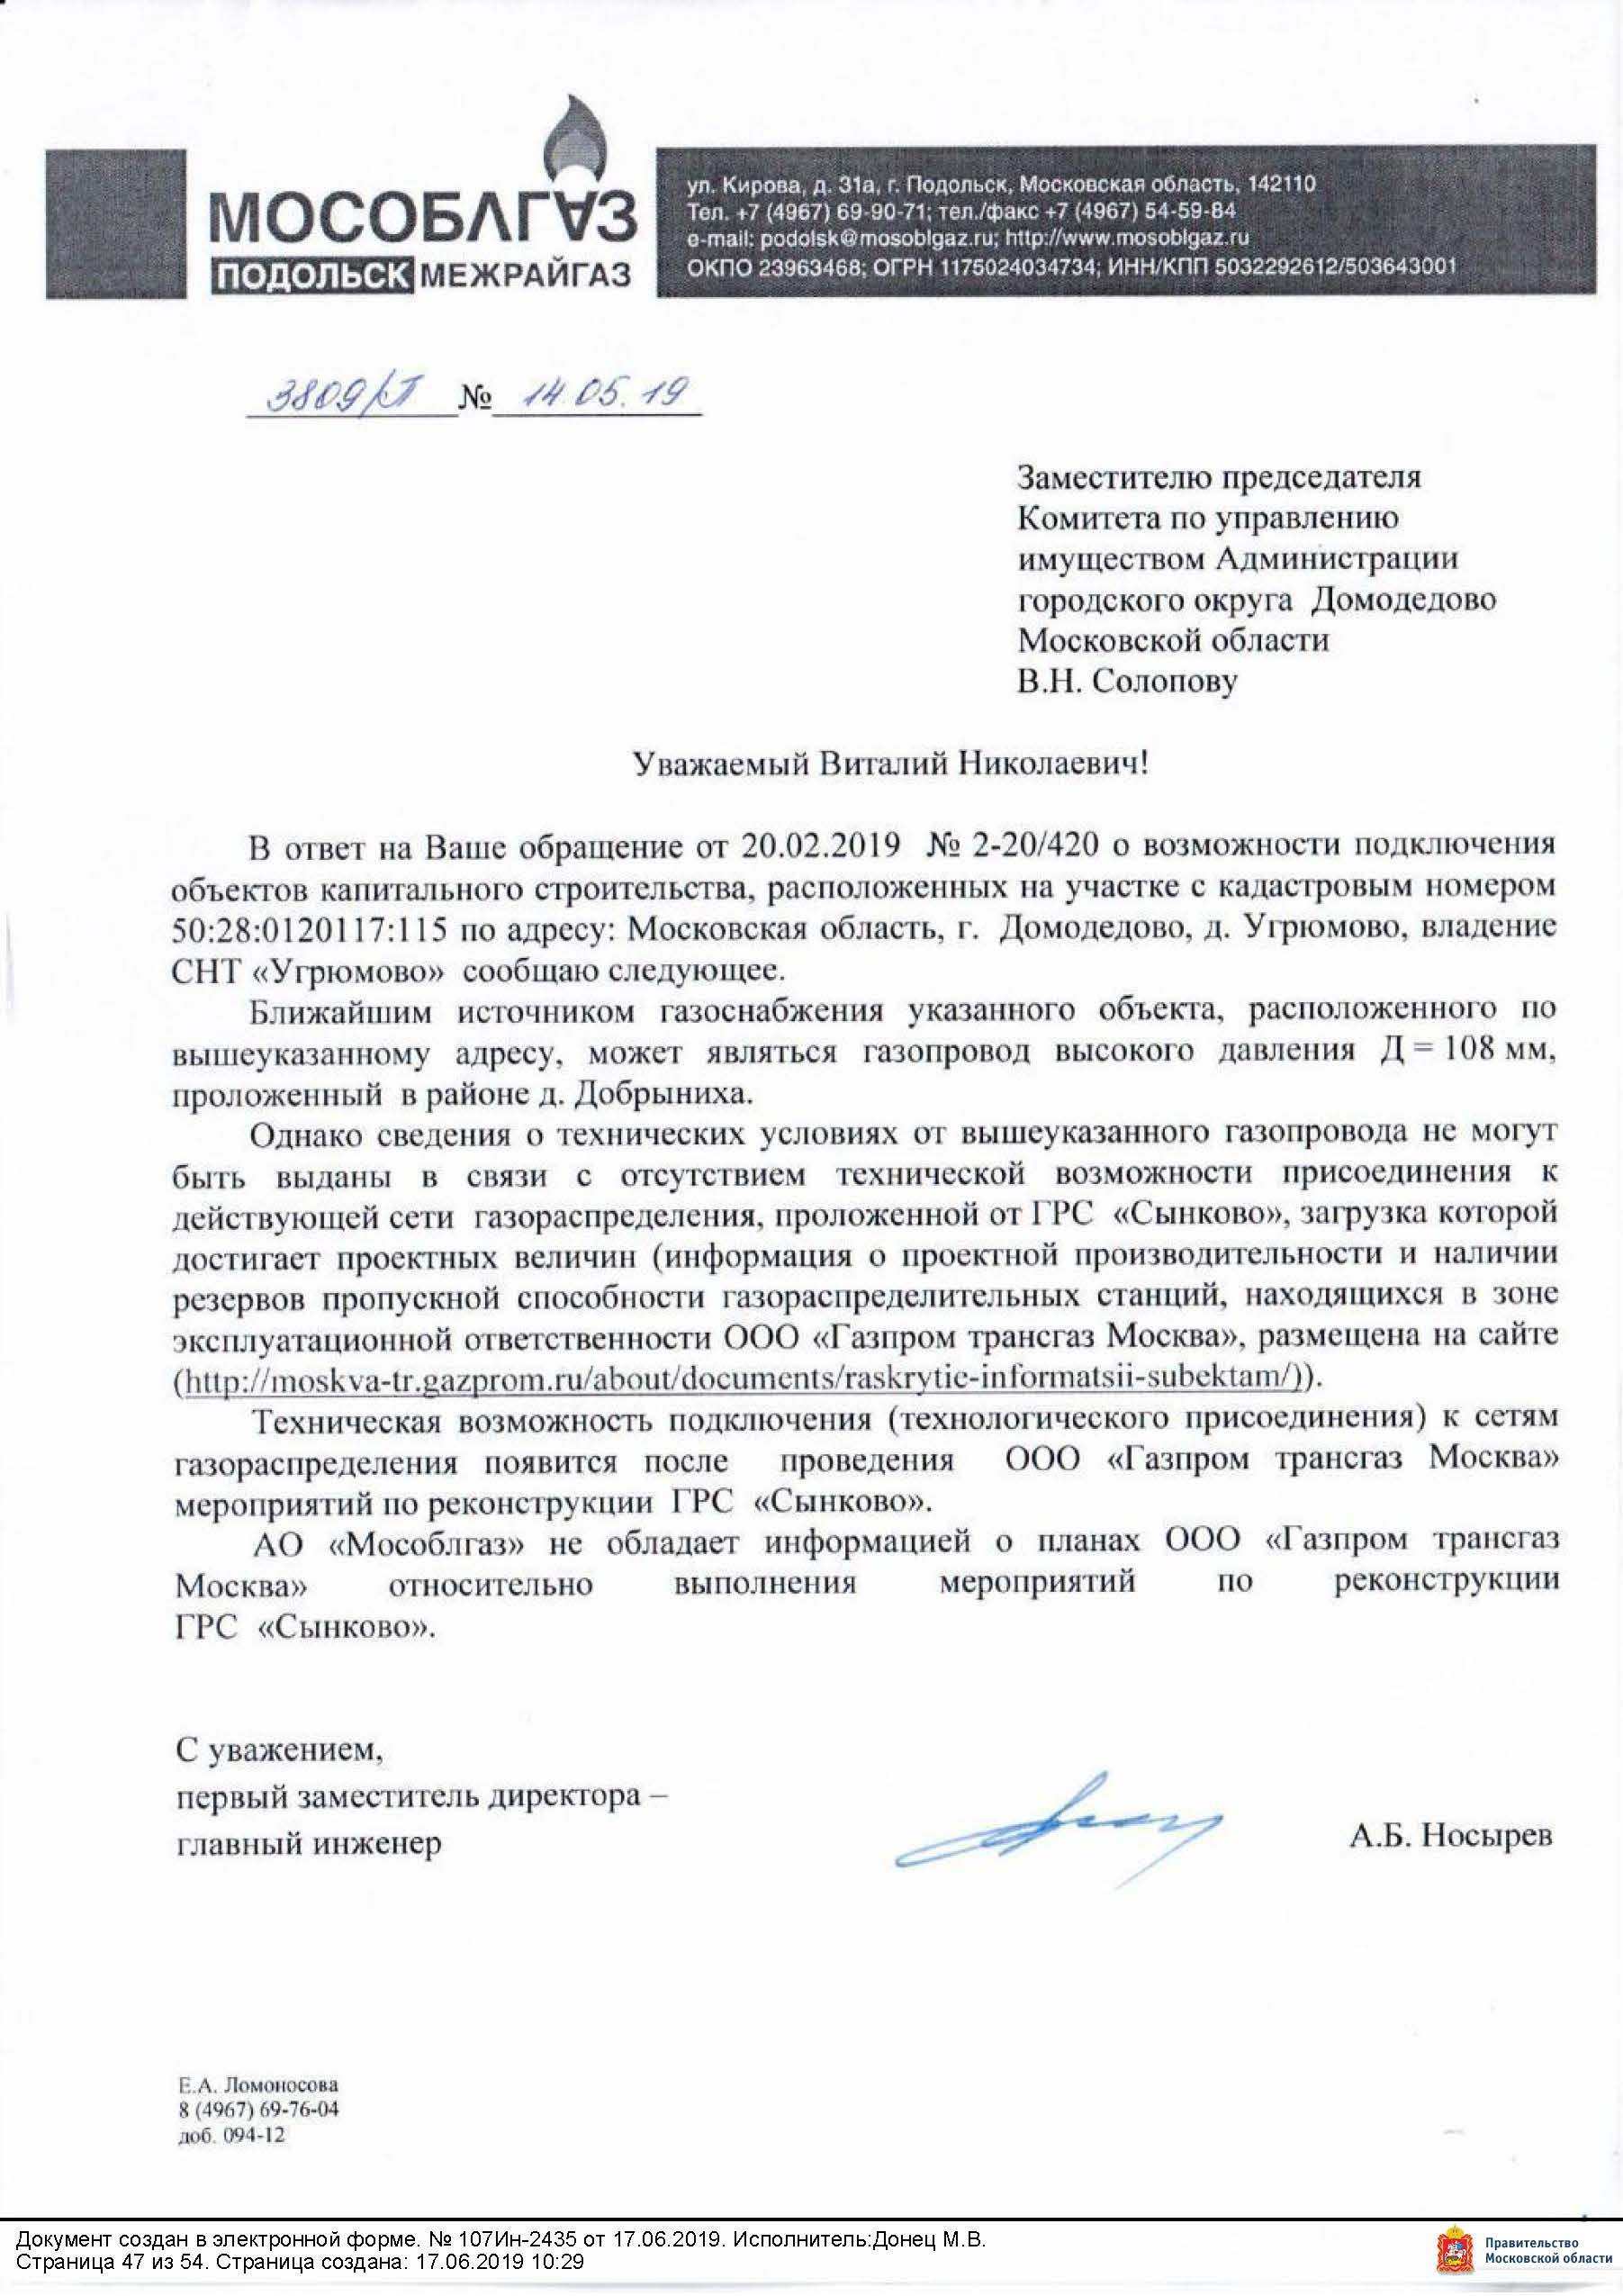 МОСОБЛГАЗ
ПОДОЛЬСК МЕЖРАЙГАЗ
ул. Кирова, д. 31а, г. Подольск, Московская область, 142110
Тел. +7 (4967) 69-90-71; тел./факс +7 (4967) 54-59-84
e-mail: podolsk@mosoblgaz.ru; http://www.mosoblgaz.ru
ОКПО 23963468; ОГРН 1175024034734; ИНН/КПП 5032292612/503643001
3809/КП № 14.05.19
Заместителю председателя
Комитета по управлению
имуществом Администрации
городского округа Домодедово
Московской области
В.Н. Солопову
Уважаемый Виталий Николаевич!
В ответ на Ваше обращение от 20.02.2019 № 2-20/420 о возможности подключения
объектов капитального строительства, расположенных на участке с кадастровым номером
50:28:0120117:115 по адресу: Московская область, г. Домодедово, д. Угрюмово, владение
СНТ «Угрюмово» сообщаю следующее.
Ближайшим источником газоснабжения указанного объекта, расположенного по
вышеуказанному адресу, может являться газопровод высокого давления Д = 108 мм,
проложенный в районе д. Добрыниха.
Однако сведения о технических условиях от вышеуказанного газопровода не могут
быть выданы в связи с отсутствием технической возможности присоединения к
действующей сети газораспределения, проложенной от ГРС «Сынково», загрузка которой
достигает проектных величин (информация о проектной производительности и наличии
резервов пропускной способности газораспределительных станций, находящихся в зоне
эксплуатационной ответственности ООО «Газпром трансгаз Москва», размещена на сайте
(http://moskva-tr.gazprom.ru/about/documents/raskrytie-informatsii-subektam/)).
Техническая возможность подключения (технологического присоединения) к сетям
газораспределения появится после проведения ООО «Газпром трансгаз Москва»
мероприятий по реконструкции ГРС «Сынково».
АО «Мособлгаз» не обладает информацией о планах ООО «Газпром трансгаз
Москва» относительно выполнения мероприятий по реконструкции
ГРС «Сынково».
С уважением,
первый заместитель директора –
главный инженер
А.Б. Носырев
Е.А. Ломоносова
8 (4967) 69-76-04
доб. 094-12
Документ создан в электронной форме. № 107Ин-2435 от 17.06.2019. Исполнитель:Донец М.В.
Страница 47 из 54. Страница создана: 17.06.2019 10:29
Правительство
Московской области